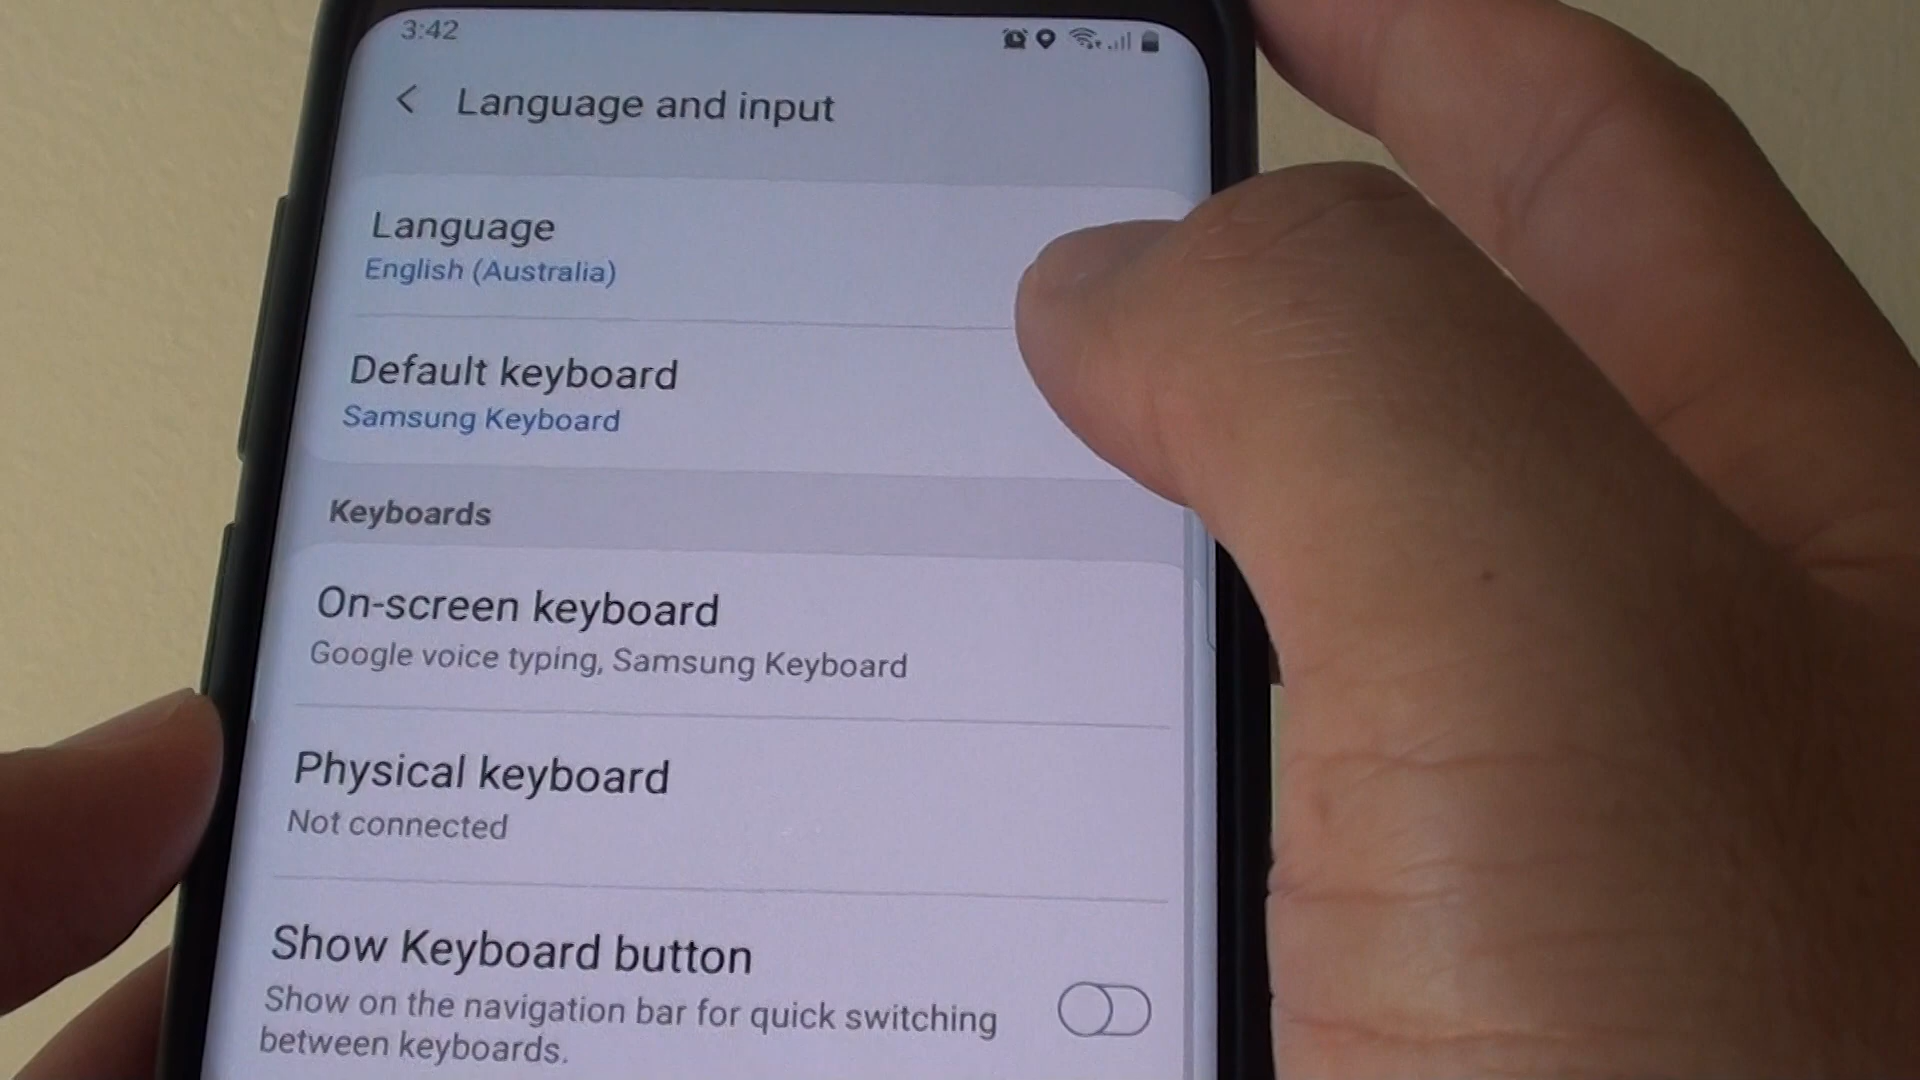 3:42
Language and input
Language
English (Australia)
Default keyboard
Samsung Keyboard
Keyboards
On-screen keyboard
Google voice typing, Samsung Keyboard
Physical keyboard
Not connected
Show Keyboard button
Show on the navigation bar for quick switching
between keyboards.